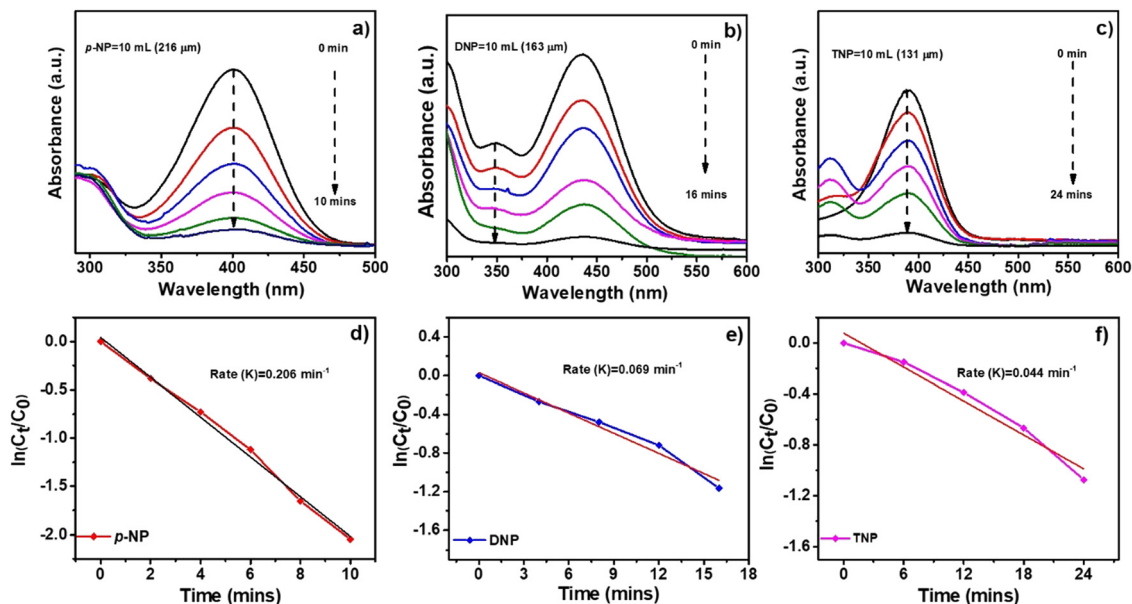 a)
p-NP=10 mL (216 µm)
0 min
10 mins
Absorbance (a.u.)
300 350 400 450 500
Wavelength (nm)
b)
DNP=10 mL (163 µm)
0 min
16 mins
Absorbance (a.u.)
300 350 400 450 500 550 600
Wavelength (nm)
c)
TNP=10 mL (131 µm)
0 min
24 mins
Absorbance (a.u.)
300 350 400 450 500 550 600
Wavelength (nm)
d)
Rate (K)=0.206 min⁻¹
ln(Ct/C0)
0.0
-0.5
-1.0
-1.5
-2.0
p-NP
0 2 4 6 8 10
Time (mins)
e)
Rate (K)=0.069 min⁻¹
ln(Ct/C0)
0.4
0.0
-0.4
-0.8
-1.2
-1.6
DNP
0 3 6 9 12 15 18
Time (mins)
f)
Rate (K)=0.044 min⁻¹
ln(Ct/C0)
0.0
-0.4
-0.8
-1.2
-1.6
TNP
0 6 12 18 24
Time (mins)